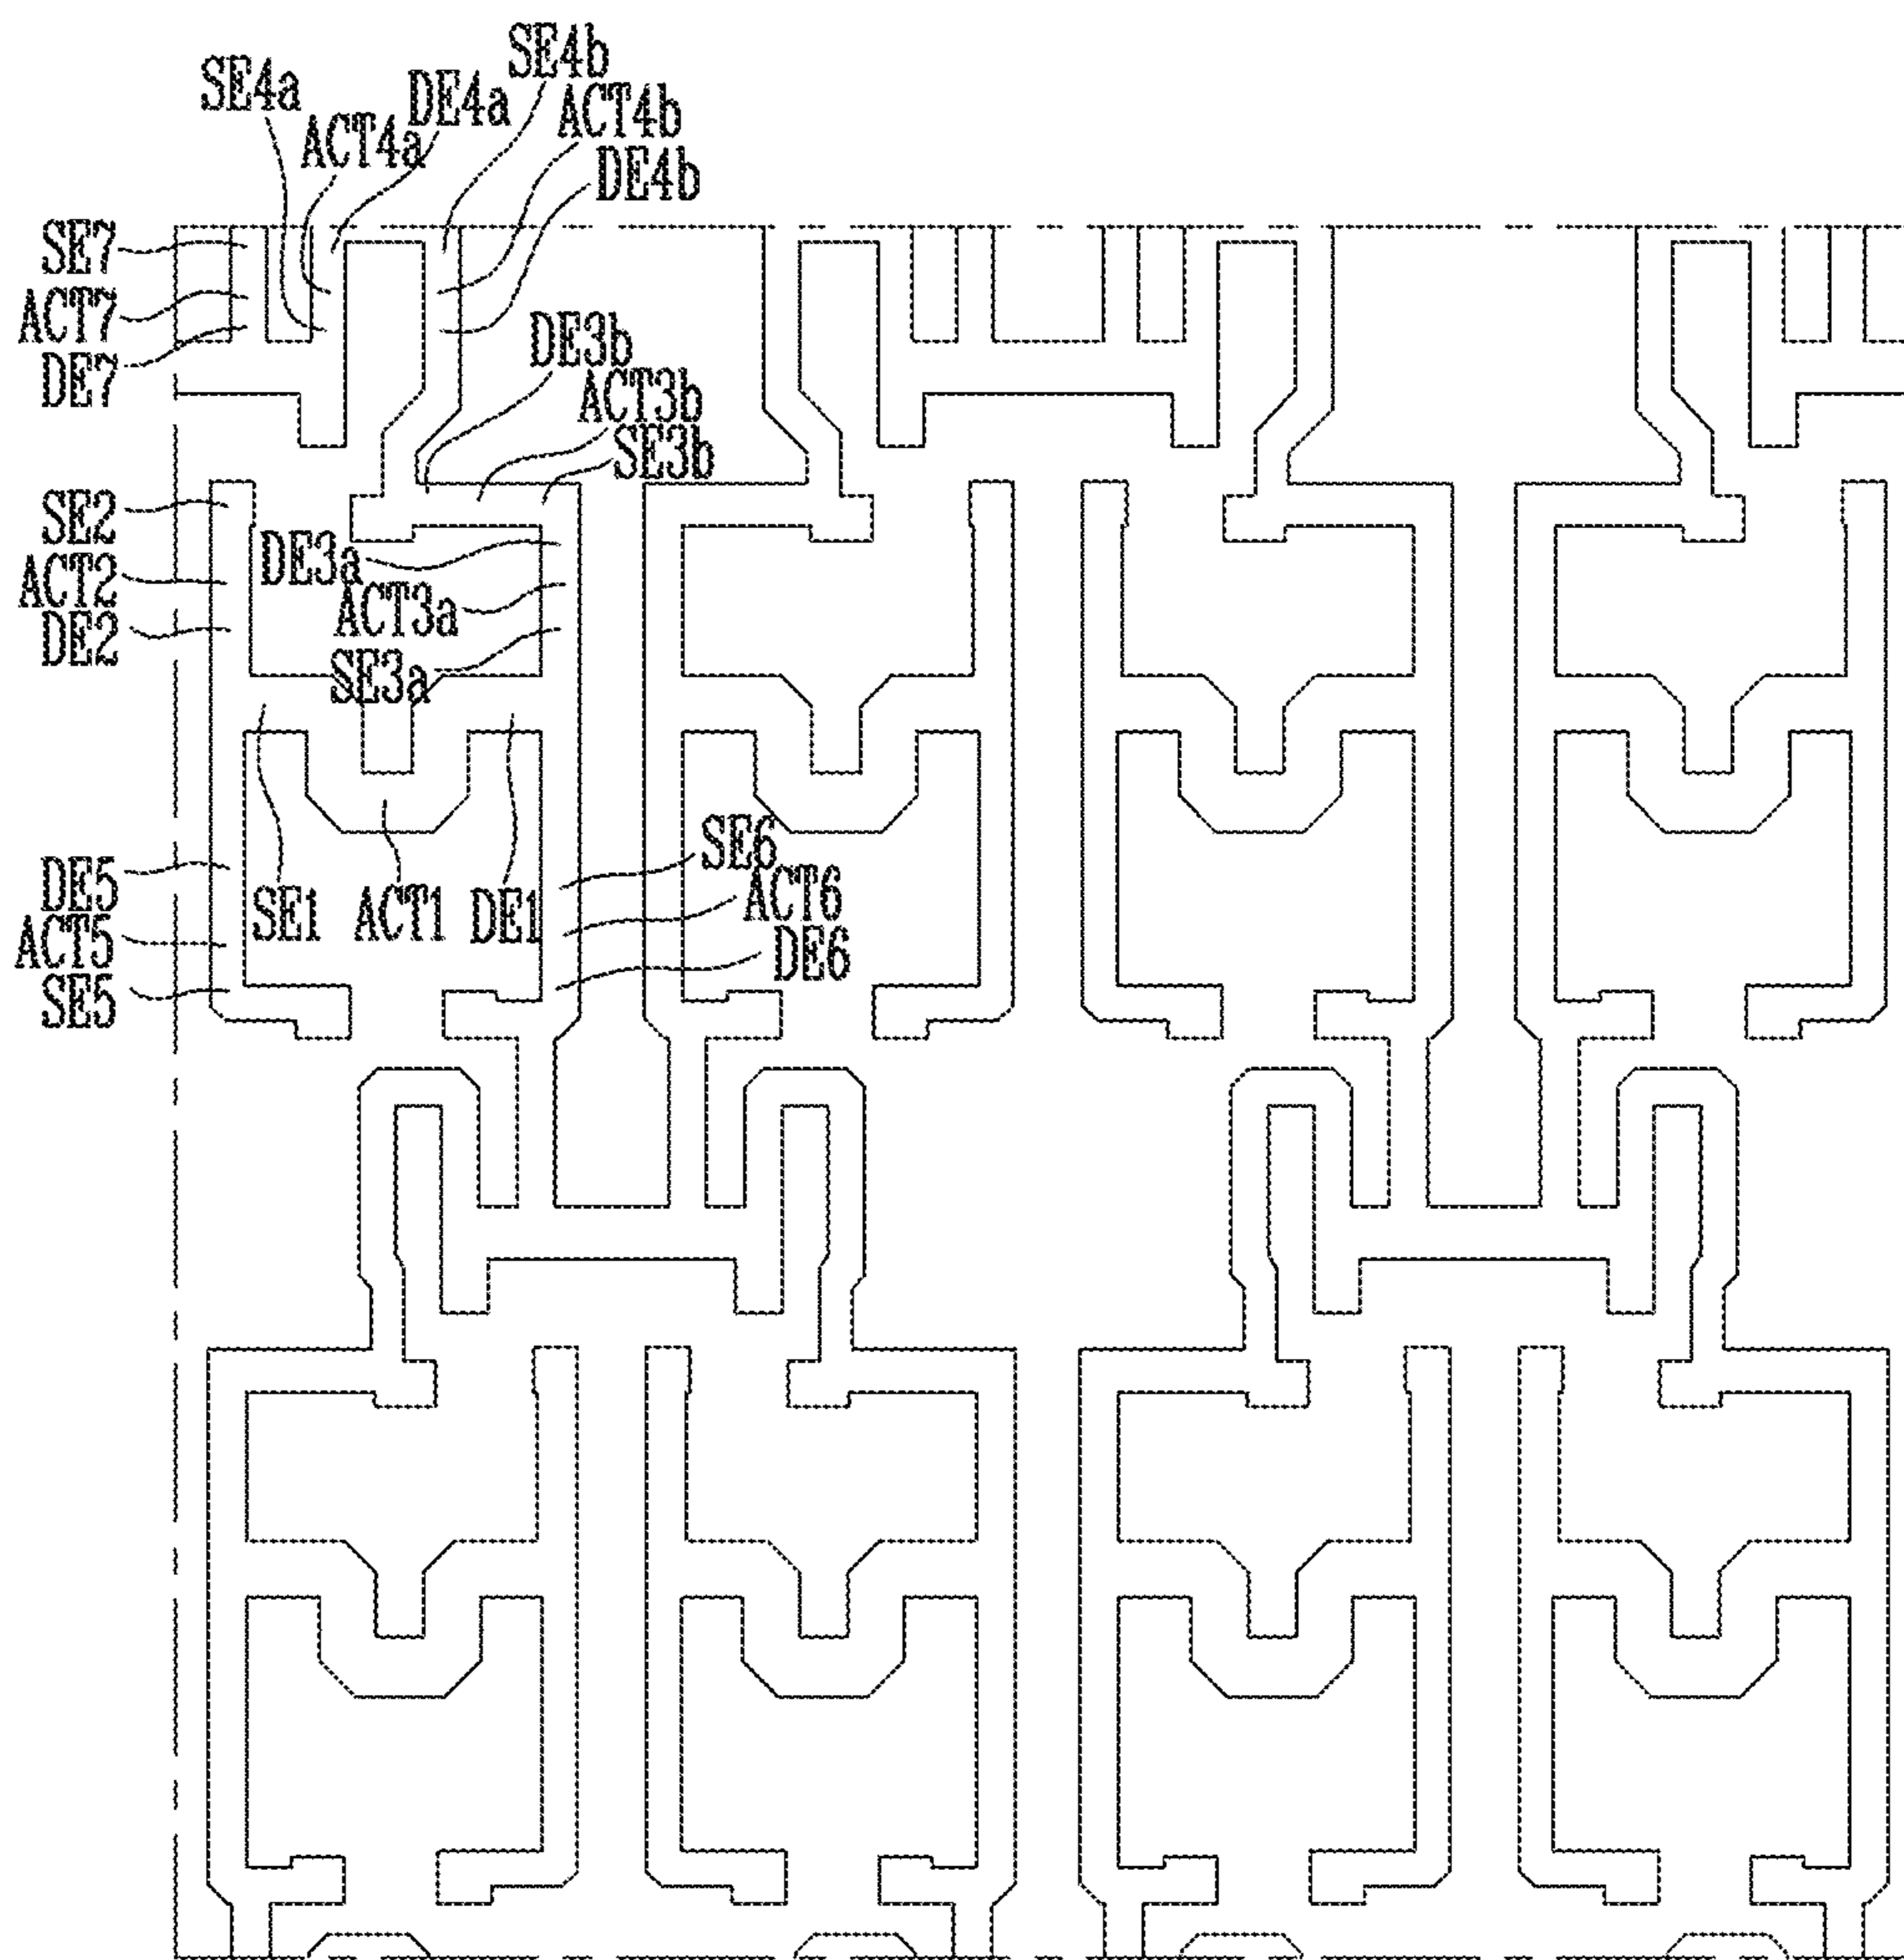 SE4b
SE4a
DE4a
ACT4b
ACT4a
DE4b
SE7
ACT7
DE7
DE3b
ACT3b
SE3b
SE2
ACT2
DE2
DE3a
ACT3a
SE3a
SE6
ACT6
DE6
DE5
ACT5
SE5
SE1
ACT1
DE1